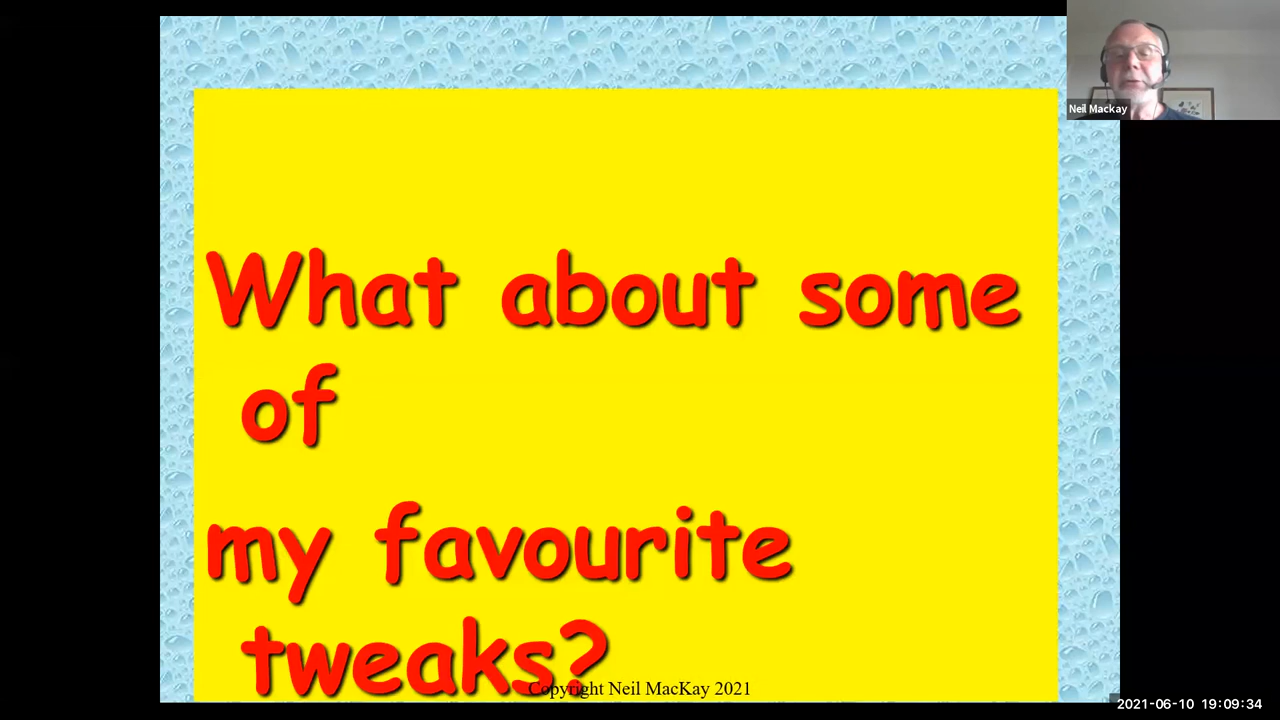 Neil Mackay
What about some
of
my favourite
tweaks?
Copyright Neil MacKay 2021
2021-06-10 19:09:34